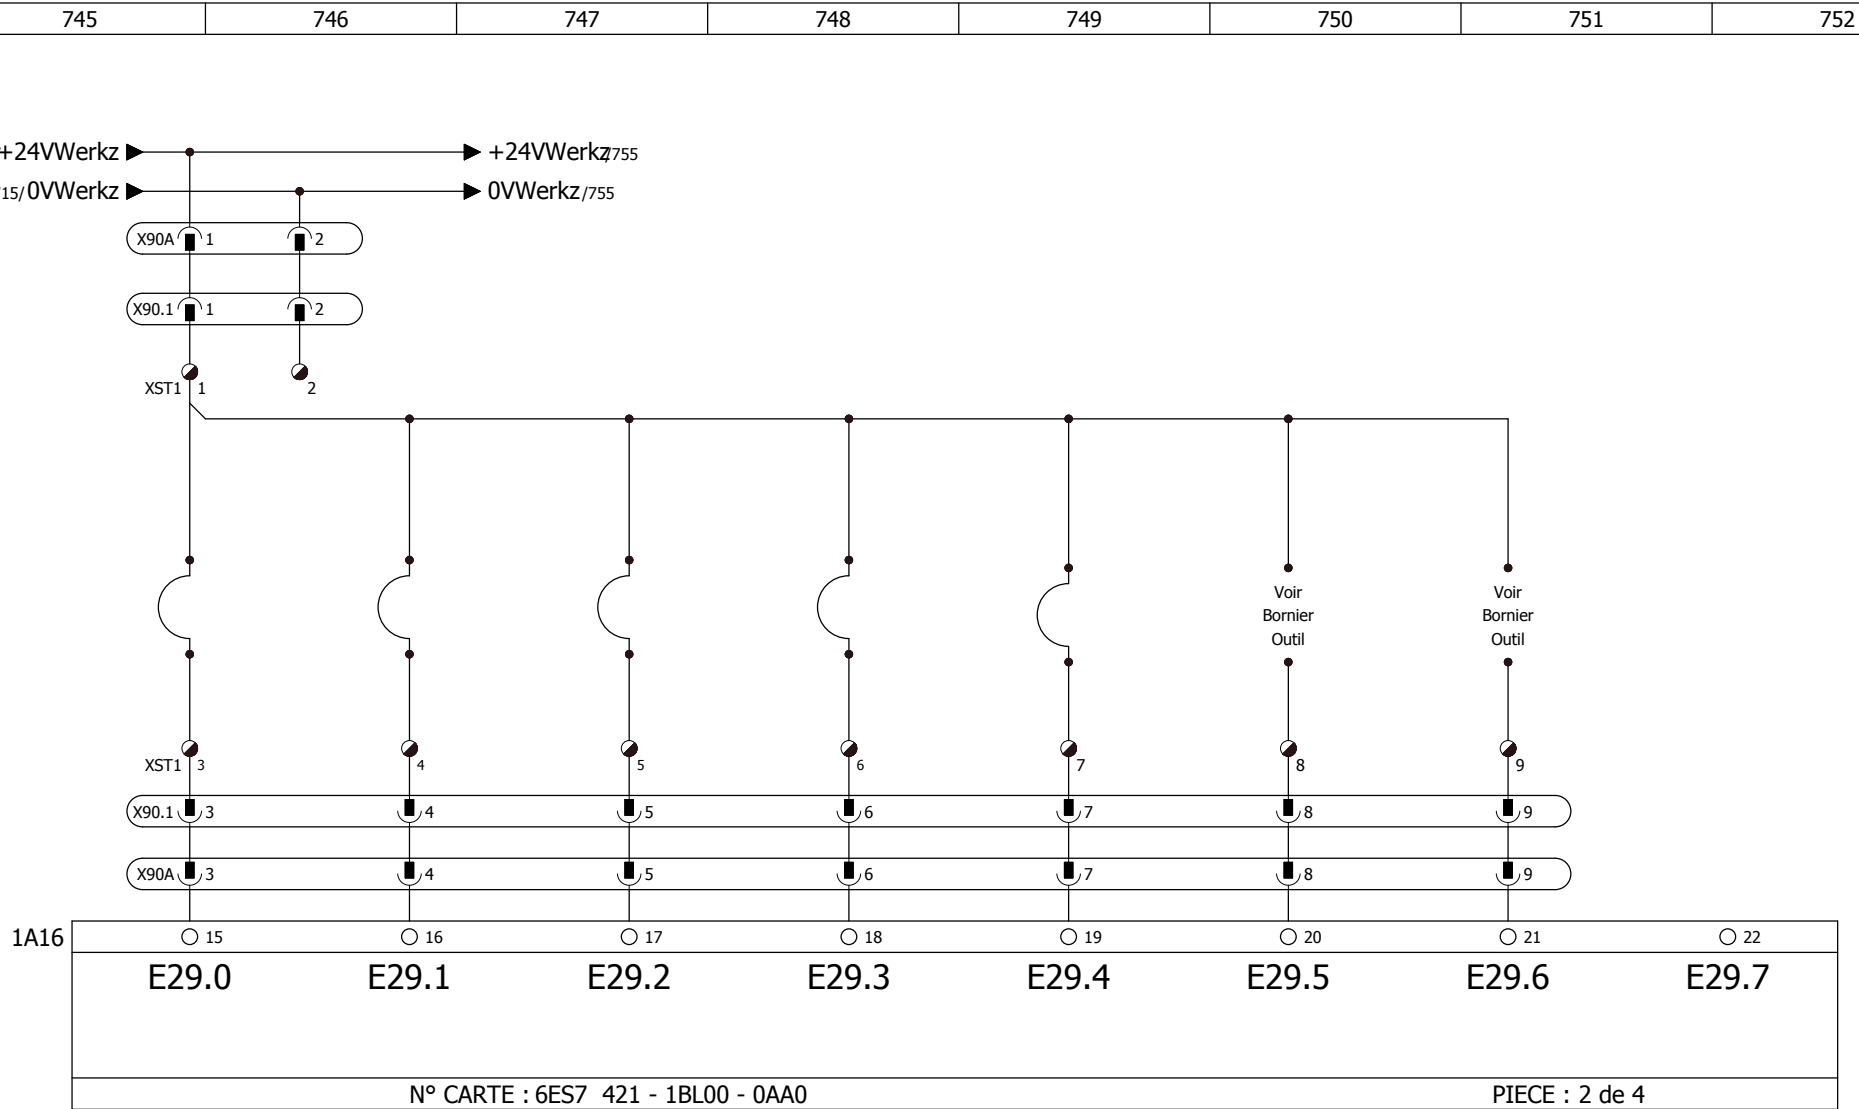 745 746 747 748 749 750 751 752
+24VWerkz +24VWerkz/755
15/0VWerkz 0VWerkz/755
X90A 1 2
X90.1 1 2
XST1 1 2
Voir Voir
Bornier Bornier
Outil Outil
XST1 3 4 5 6 7 8 9
X90.1 3 4 5 6 7 8 9
X90A 3 4 5 6 7 8 9
1A16 15 16 17 18 19 20 21 22
E29.0 E29.1 E29.2 E29.3 E29.4 E29.5 E29.6 E29.7
N° CARTE : 6ES7 421 - 1BL00 - 0AA0 PIECE : 2 de 4